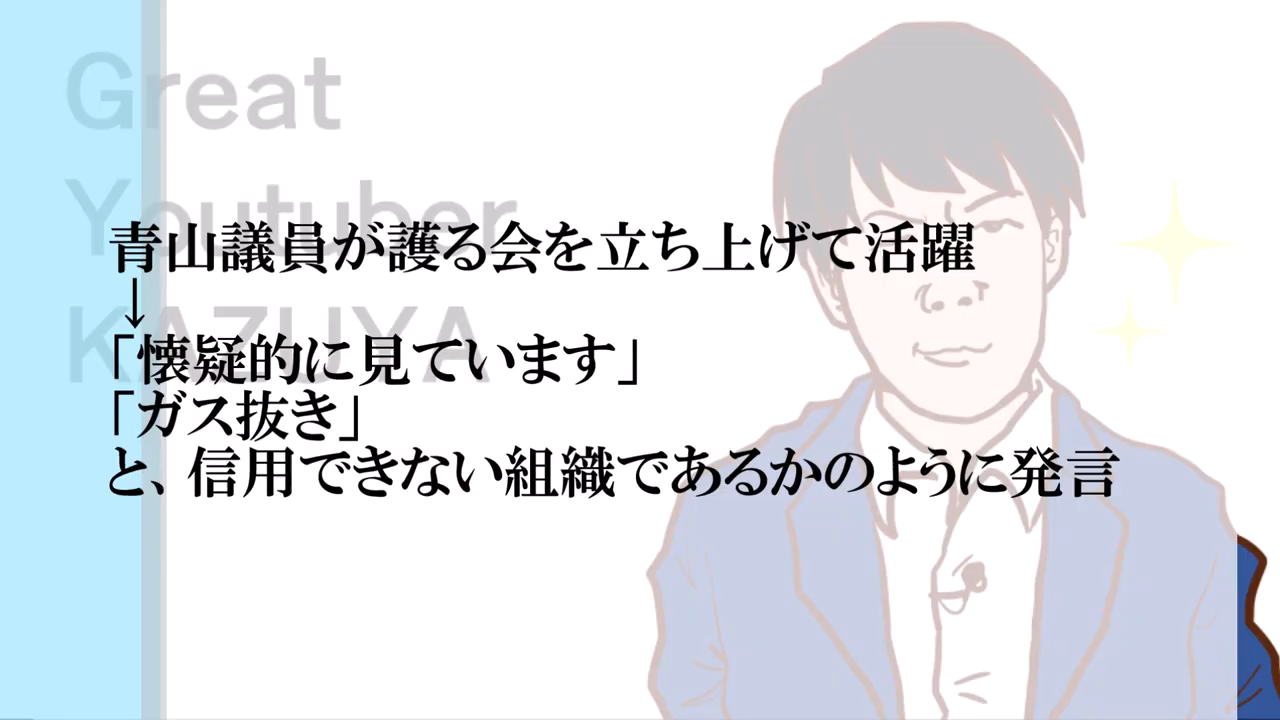 Great
Youtuber
KAZUYA
青山議員が護る会を立ち上げて活躍
↓
「懐疑的に見ています」
「ガス抜き」
と、信用できない組織であるかのように発言